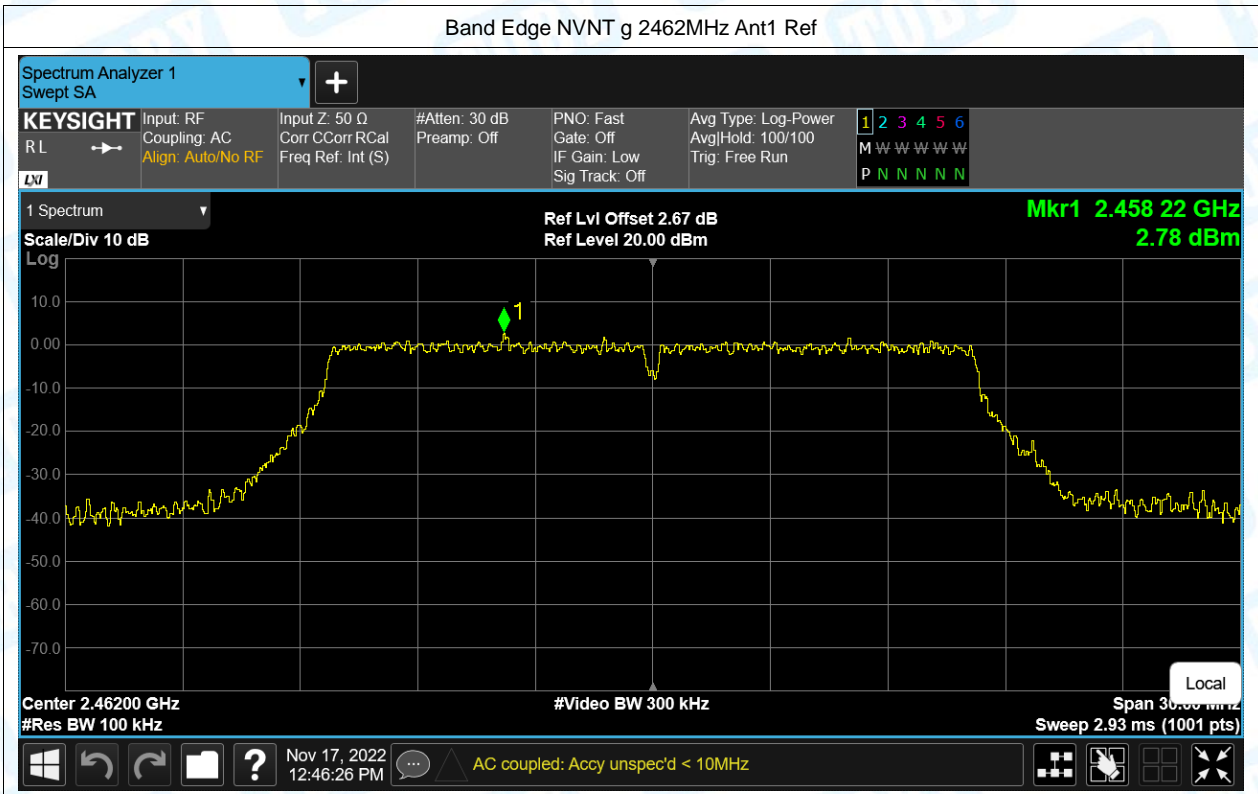 Band Edge NVNT g 2462MHz Ant1 Ref
Spectrum Analyzer 1
Swept SA
KEYSIGHT
RL
LXI
Input: RF
Coupling: AC
Align: Auto/No RF
Input Z: 50 Ω
Corr CCorr RCal
Freq Ref: Int (S)
#Atten: 30 dB
Preamp: Off
PNO: Fast
Gate: Off
IF Gain: Low
Sig Track: Off
Avg Type: Log-Power
Avg|Hold: 100/100
Trig: Free Run
1 2 3 4 5 6
M W W W W W
P N N N N N
1 Spectrum
Scale/Div 10 dB
Log
Ref Lvl Offset 2.67 dB
Ref Level 20.00 dBm
Mkr1 2.458 22 GHz
2.78 dBm
1
10.0
0.00
-10.0
-20.0
-30.0
-40.0
-50.0
-60.0
-70.0
Local
Center 2.46200 GHz
#Video BW 300 kHz
Span 30.00 MHz
#Res BW 100 kHz
Sweep 2.93 ms (1001 pts)
?
Nov 17, 2022
12:46:26 PM
AC coupled: Accy unspec'd < 10MHz